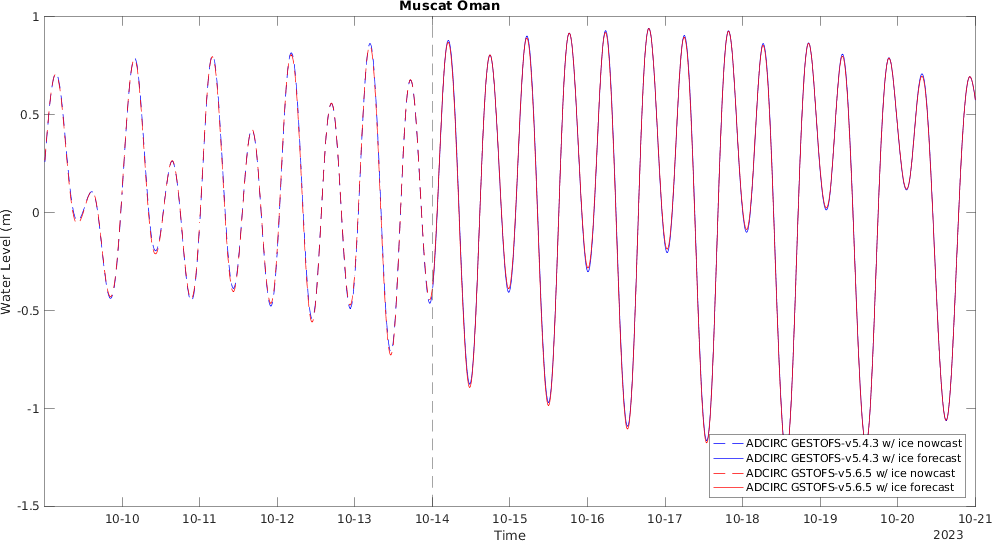 Muscat Oman
Water Level (m)
1
0.5
0
-0.5
-1
-1.5
ADCIRC GESTOFS-v5.4.3 w/ ice nowcast
ADCIRC GESTOFS-v5.4.3 w/ ice forecast
ADCIRC GSTOFS-v5.6.5 w/ ice nowcast
ADCIRC GSTOFS-v5.6.5 w/ ice forecast
10-10 10-11 10-12 10-13 10-14 10-15 10-16 10-17 10-18 10-19 10-20 10-21
Time
2023